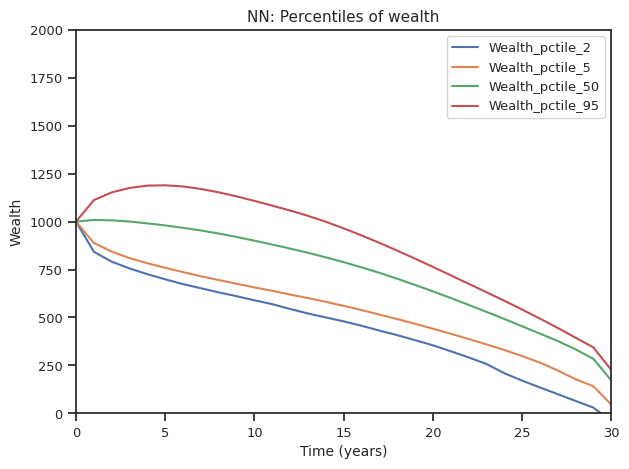 NN: Percentiles of wealth
Wealth
2000
1750
1500
1250
1000
750
500
250
0
Wealth_pctile_2
Wealth_pctile_5
Wealth_pctile_50
Wealth_pctile_95
0 5 10 15 20 25 30
Time (years)